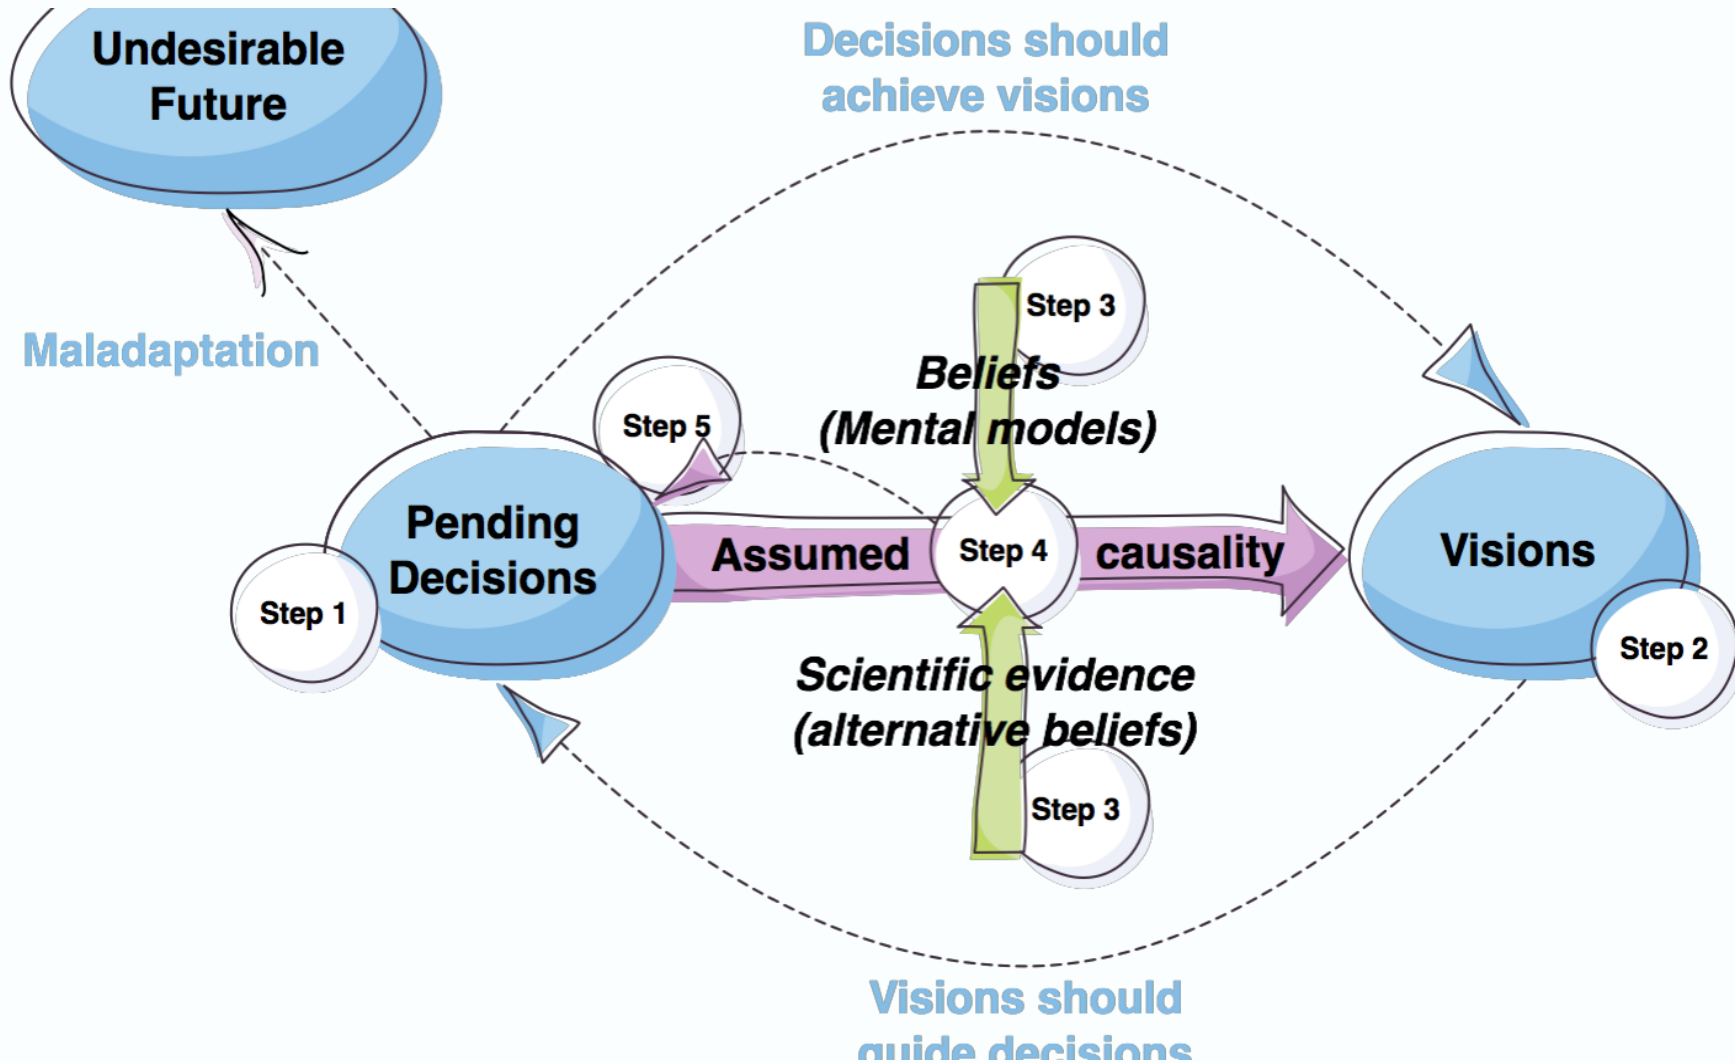 Undesirable
Future
Decisions should
achieve visions
Maladaptation
Step 3
Beliefs
(Mental models)
Step 5
Pending
Decisions
Assumed
Step 4
causality
Visions
Step 1
Step 2
Scientific evidence
(alternative beliefs)
Step 3
Visions should
guide decisions